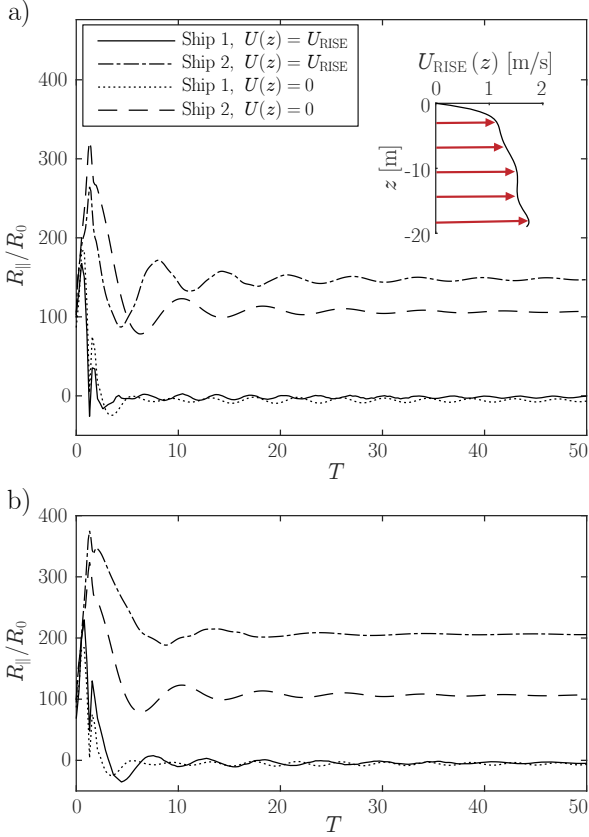 a)
Ship 1, U(z) = U_RISE
Ship 2, U(z) = U_RISE
Ship 1, U(z) = 0
Ship 2, U(z) = 0
U_RISE (z) [m/s]
0 1 2
0
-10
-20
z [m]
400
300
200
100
0
R_∥/R_0
0 10 20 30 40 50
T
b)
400
300
200
100
0
R_∥/R_0
0 10 20 30 40 50
T